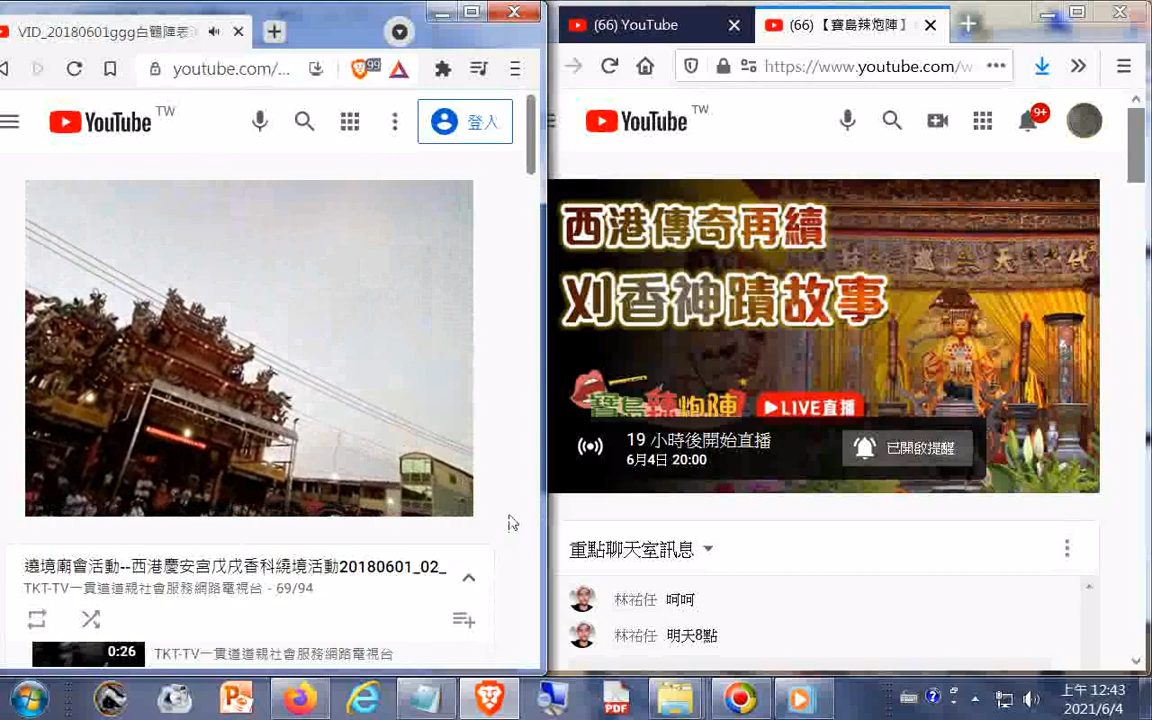 VID_20180601ggg白鶴陣表
youtube.com/...
99
YouTube TW
登入
遶境廟會活動--西港慶安宮戊戌香科繞境活動20180601_02_
TKT-TV一貫道道親社會服務網路電視台 - 69/94
0:26
TKT-TV一貫道道親社會服務網路電視台
(66) YouTube
(66) 【寶島辣炮陣】
https://www.youtube.com/w
YouTube TW
9+
西港傳奇再續
刈香神蹟故事
寶島辣炮陣
LIVE直播
19 小時後開始直播
6月4日 20:00
已開啟提醒
重點聊天室訊息
林祐任 呵呵
林祐任 明天8點
PDF
上午 12:43
2021/6/4